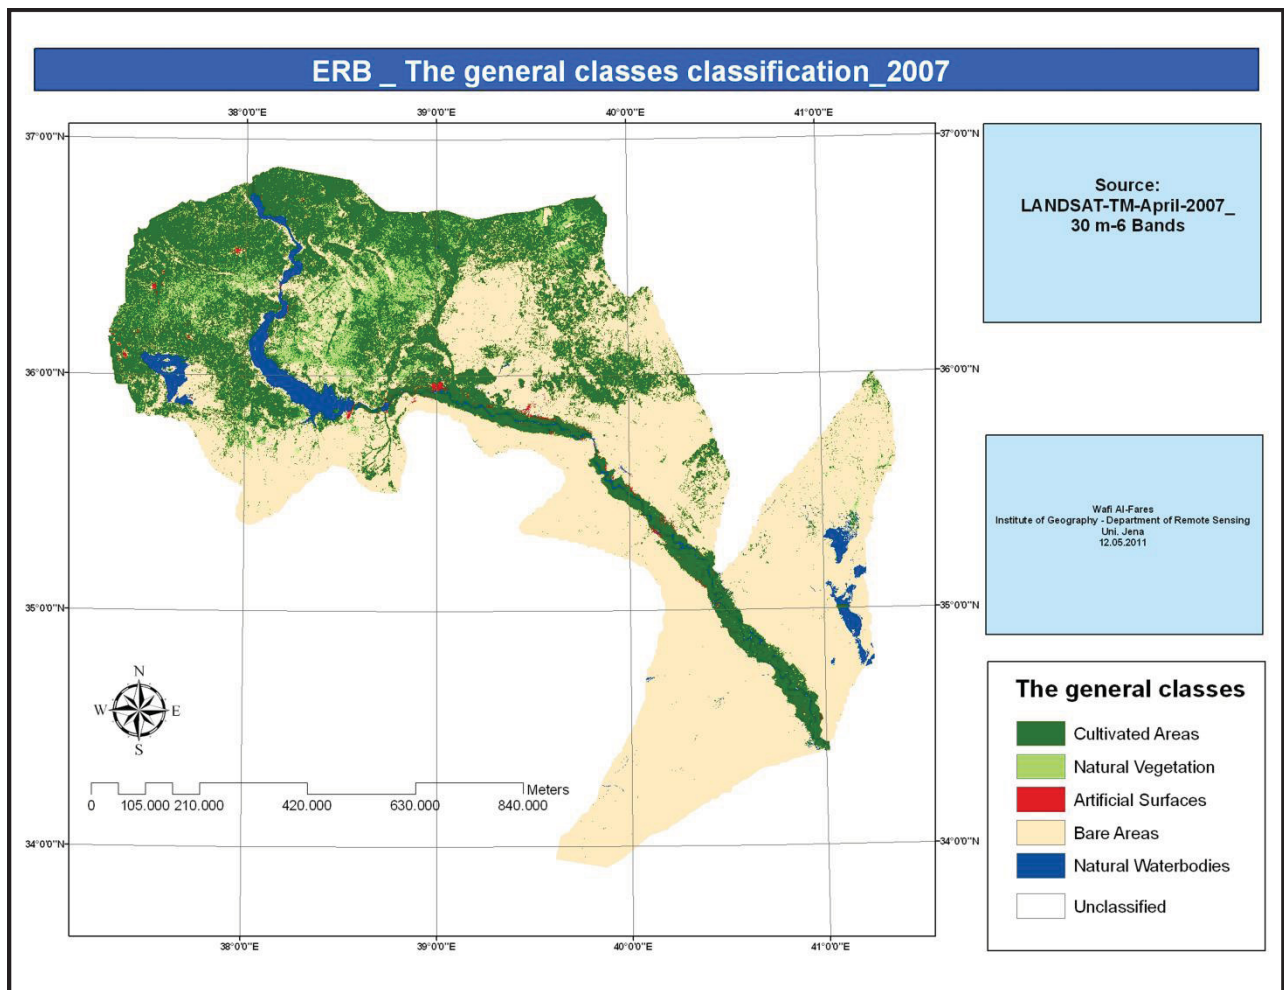 ERB _ The general classes classification_2007
38°0'0"E 39°0'0"E 40°0'0"E 41°0'0"E
37°0'0"N 37°0'0"N
Source:
LANDSAT-TM-April-2007_
30 m-6 Bands
36°0'0"N 36°0'0"N
Wafi Al-Fares
Institute of Geography - Department of Remote Sensing
Uni. Jena
12.05.2011
35°0'0"N 35°0'0"N
N
W E
S
The general classes
Cultivated Areas
Natural Vegetation
Artificial Surfaces
Bare Areas
Natural Waterbodies
Unclassified
Meters
0 105.000 210.000 420.000 630.000 840.000
34°0'0"N 34°0'0"N
38°0'0"E 39°0'0"E 40°0'0"E 41°0'0"E